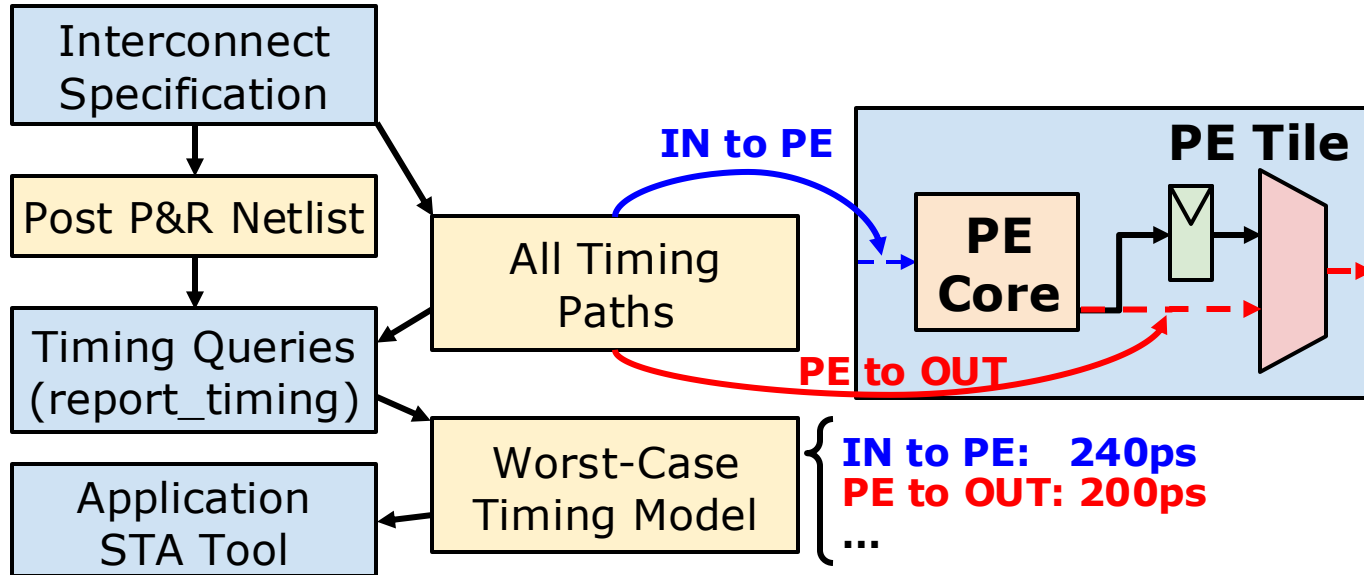 Interconnect
Specification
Post P&R Netlist
Timing Queries
(report_timing)
Application
STA Tool
All Timing
Paths
Worst-Case
Timing Model
IN to PE
PE to OUT
PE Tile
PE
Core
IN to PE: 240ps
PE to OUT: 200ps
...